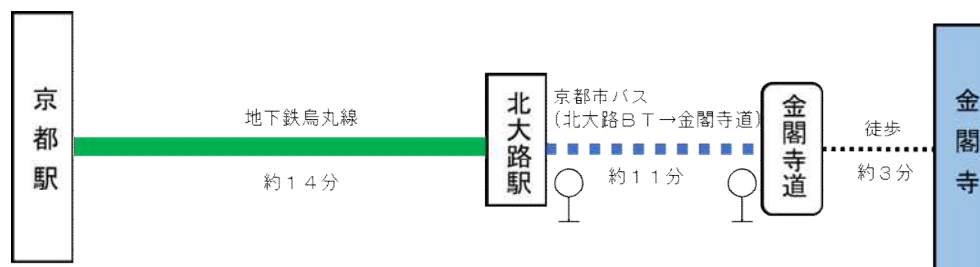 京都駅
地下鉄烏丸線
約１４分
北大路駅
京都市バス
（北大路ＢＴ→金閣寺道）
約１１分
金閣寺道
徒歩
約３分
金閣寺